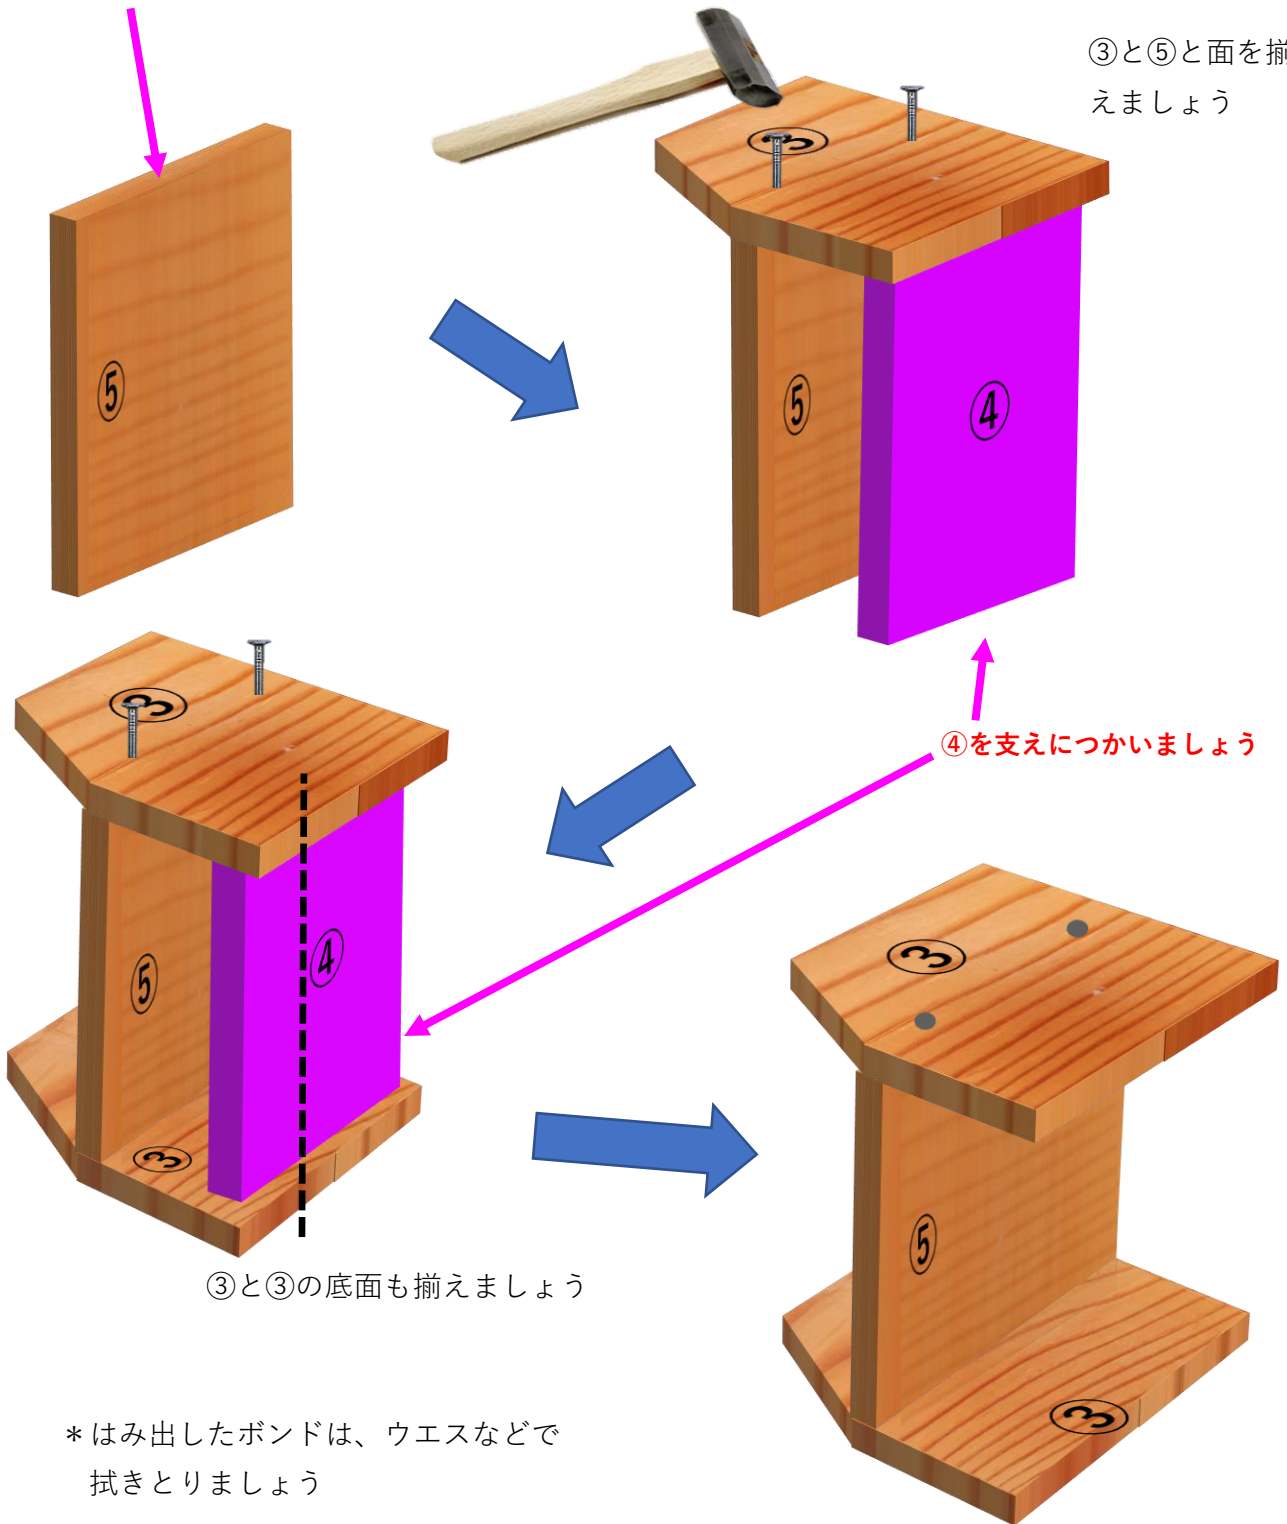 ③と⑤と面を揃
えましょう
③
⑤
⑤
④
③
④を支えにつかいましょう
⑤
④
③
③
⑤
③
③と③の底面も揃えましょう
＊はみ出したボンドは、ウエスなどで
拭きとりましょう